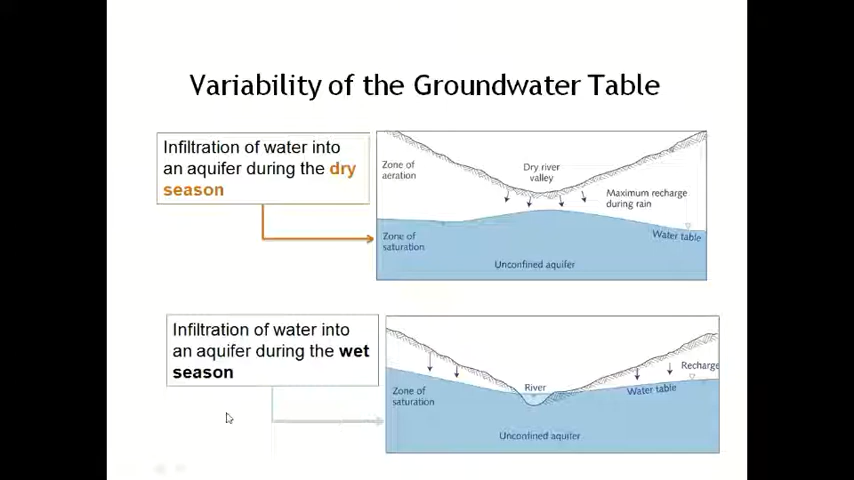 Variability of the Groundwater Table
Infiltration of water into
an aquifer during the dry
season
Zone of
aeration
Dry river
valley
Maximum recharge
during rain
Zone of
saturation
Water table
Unconfined aquifer
Infiltration of water into
an aquifer during the wet
season
River
Recharge
Zone of
saturation
Water table
Unconfined aquifer